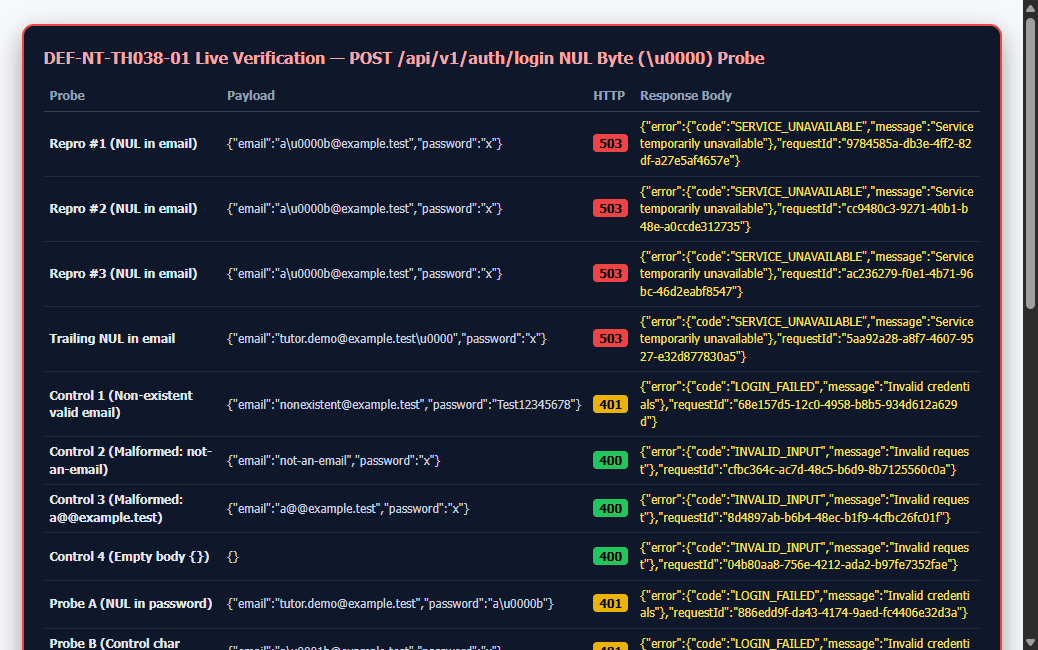 DEF-NT-TH038-01 Live Verification — POST /api/v1/auth/login NUL Byte (\u0000) Probe
Probe Payload HTTP Response Body
Repro #1 (NUL in email) {"email":"a\u0000b@example.test","password":"x"} 503 {"error":{"code":"SERVICE_UNAVAILABLE","message":"Service
temporarily unavailable"},"requestId":"9784585a-db3e-4ff2-82
df-a27e5af4657e"}
Repro #2 (NUL in email) {"email":"a\u0000b@example.test","password":"x"} 503 {"error":{"code":"SERVICE_UNAVAILABLE","message":"Service
temporarily unavailable"},"requestId":"cc9480c3-9271-40b1-b
48e-a0ccde312735"}
Repro #3 (NUL in email) {"email":"a\u0000b@example.test","password":"x"} 503 {"error":{"code":"SERVICE_UNAVAILABLE","message":"Service
temporarily unavailable"},"requestId":"ac236279-f0e1-4b71-96
bc-46d2eabf8547"}
Trailing NUL in email {"email":"tutor.demo@example.test\u0000","password":"x"} 503 {"error":{"code":"SERVICE_UNAVAILABLE","message":"Service
temporarily unavailable"},"requestId":"5aa92a28-a8f7-4607-95
27-e32d877830a5"}
Control 1 (Non-existent
valid email) {"email":"nonexistent@example.test","password":"Test12345678"} 401 {"error":{"code":"LOGIN_FAILED","message":"Invalid credenti
als"},"requestId":"68e157d5-12c0-4958-b8b5-934d612a629
d"}
Control 2 (Malformed: not-
an-email) {"email":"not-an-email","password":"x"} 400 {"error":{"code":"INVALID_INPUT","message":"Invalid reques
t"},"requestId":"cfbc364c-ac7d-48c5-b6d9-8b7125560c0a"}
Control 3 (Malformed:
a@@example.test) {"email":"a@@example.test","password":"x"} 400 {"error":{"code":"INVALID_INPUT","message":"Invalid reques
t"},"requestId":"8d4897ab-b6b4-48ec-b1f9-4cfbc26fc01f"}
Control 4 (Empty body {}) {} 400 {"error":{"code":"INVALID_INPUT","message":"Invalid reques
t"},"requestId":"04b80aa8-756e-4212-ada2-b97fe7352fae"}
Probe A (NUL in password) {"email":"tutor.demo@example.test","password":"a\u0000b"} 401 {"error":{"code":"LOGIN_FAILED","message":"Invalid credenti
als"},"requestId":"886edd9f-da43-4174-9aed-fc4406e32d3a"}
Probe B (Control char {"email":"a\u0001b@example.test","password":"x"} 401 {"error":{"code":"LOGIN_FAILED","message":"Invalid credenti